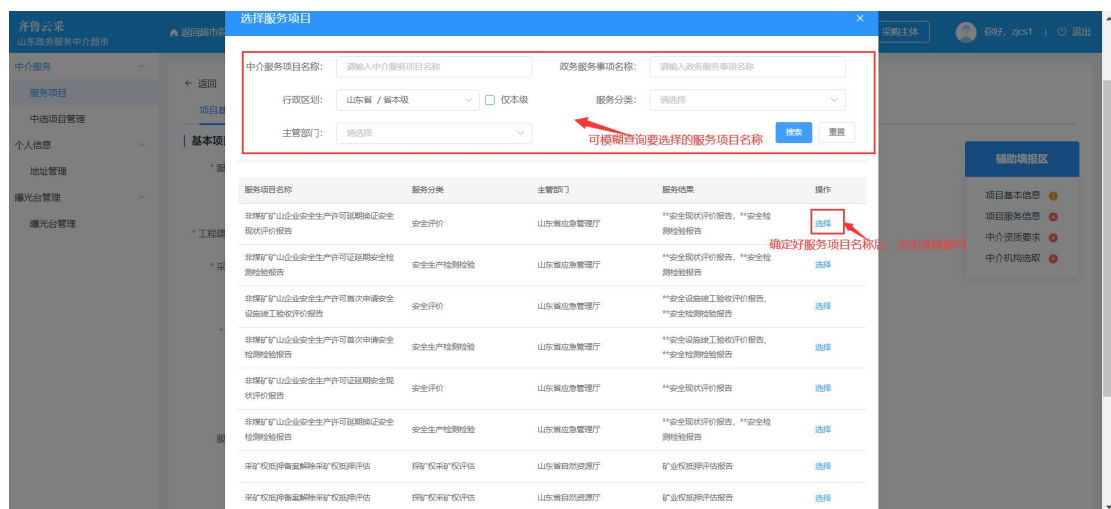 齐鲁云采
山东政务服务中介超市
返回超市首
选择服务项目
×
采购主体
你好，zjcs1 | 退出
中介服务
服务项目
中选项目管理
个人信息
地址管理
曝光台管理
曝光台管理
← 返回
项目基
基本项
* 服
* 工程建
* 采
*
服
中介服务项目名称： 请输入中介服务项目名称 政务服务事项名称： 请输入政务服务事项名称
行政区划： 山东省 / 省本级 仅本级 服务分类： 请选择
主管部门： 请选择 可模糊查询要选择的服务项目名称 搜索 重置
服务项目名称 服务分类 主管部门 服务结果 操作
非煤矿矿山企业安全生产许可延期换证安全
现状评价报告
安全评价 山东省应急管理厅
**安全现状评价报告，**安全检
测检验报告
选择
确定好服务项目名称后，点击选择即可
非煤矿矿山企业安全生产许可证延期安全检
测检验报告
安全生产检测检验 山东省应急管理厅
**安全现状评价报告，**安全检
测检验报告
选择
非煤矿矿山企业安全生产许可首次申请安全
设施竣工验收评价报告
安全评价 山东省应急管理厅
**安全设施竣工验收评价报告、
**安全检测检验报告
选择
非煤矿矿山企业安全生产许可首次申请安全
检测检验报告
安全生产检测检验 山东省应急管理厅
**安全设施竣工验收评价报告、
**安全检测检验报告
选择
非煤矿矿山企业安全生产许可证延期安全现
状评价报告
安全评价 山东省应急管理厅 **安全现状评价报告 选择
非煤矿矿山企业安全生产许可延期换证安全
检测检验报告
安全生产检测检验 山东省应急管理厅
**安全现状评价报告，**安全检
测检验报告
选择
采矿权抵押备案解除采矿权抵押评估 探矿权采矿权评估 山东省自然资源厅 矿业权抵押评估报告 选择
采矿权抵押备案解除采矿权抵押评估 探矿权采矿权评估 山东省自然资源厅 矿业权抵押评估报告 选择
辅助填报区
项目基本信息
项目服务信息
中介资质要求
中介机构选取